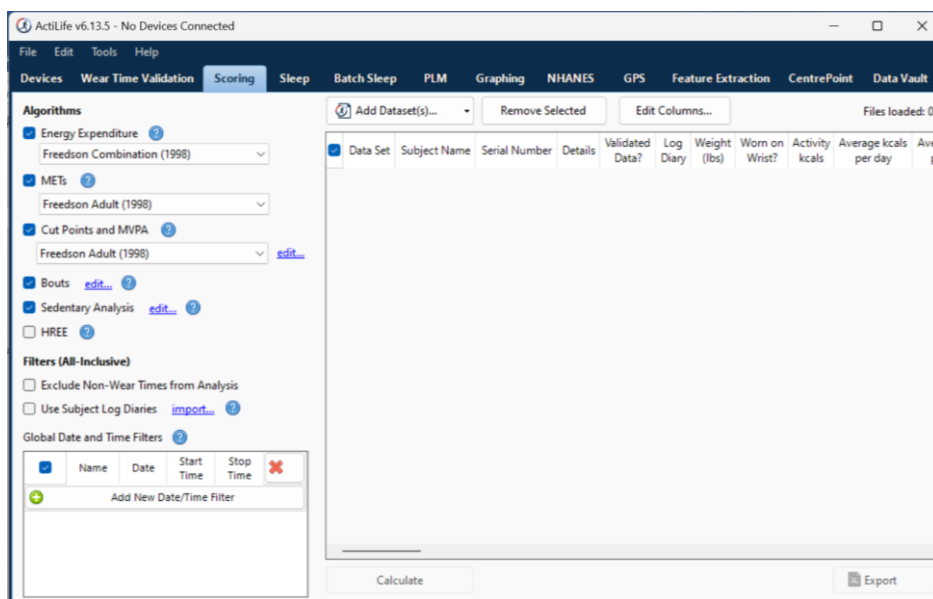 ActiLife v6.13.5 - No Devices Connected
File Edit Tools Help
Devices Wear Time Validation Scoring Sleep Batch Sleep PLM Graphing NHANES GPS Feature Extraction CentrePoint Data Vault
Algorithms
Energy Expenditure ?
Freedson Combination (1998)
METs ?
Freedson Adult (1998)
Cut Points and MVPA ?
Freedson Adult (1998) edit...
Bouts edit... ?
Sedentary Analysis edit... ?
HREE ?
Filters (All-Inclusive)
Exclude Non-Wear Times from Analysis
Use Subject Log Diaries import... ?
Global Date and Time Filters ?
Name Date Start Time Stop Time
Add New Date/Time Filter
Add Dataset(s)... Remove Selected Edit Columns... Files loaded: 0
Data Set Subject Name Serial Number Details Validated Data? Log Diary Weight (lbs) Worn on Wrist? Activity kcals Average kcals per day
Calculate Export